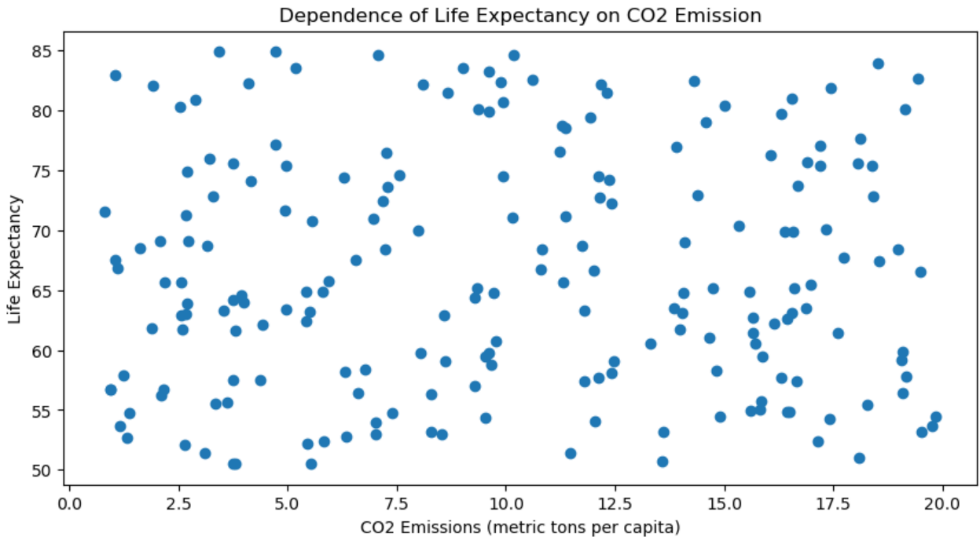 Dependence of Life Expectancy on CO2 Emission
85
80
75
70
65
60
55
50
Life Expectancy
0.0 2.5 5.0 7.5 10.0 12.5 15.0 17.5 20.0
CO2 Emissions (metric tons per capita)